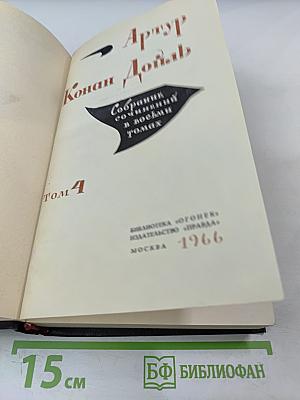 Артур
Конан Дойль
Собрание
сочинений
в восьми
томах
том 4
БИБЛИОТЕКА «ОГОНЕК»
ИЗДАТЕЛЬСТВО «ПРАВДА»
МОСКВА 1966
15 см
БФ БИБЛИОФАН